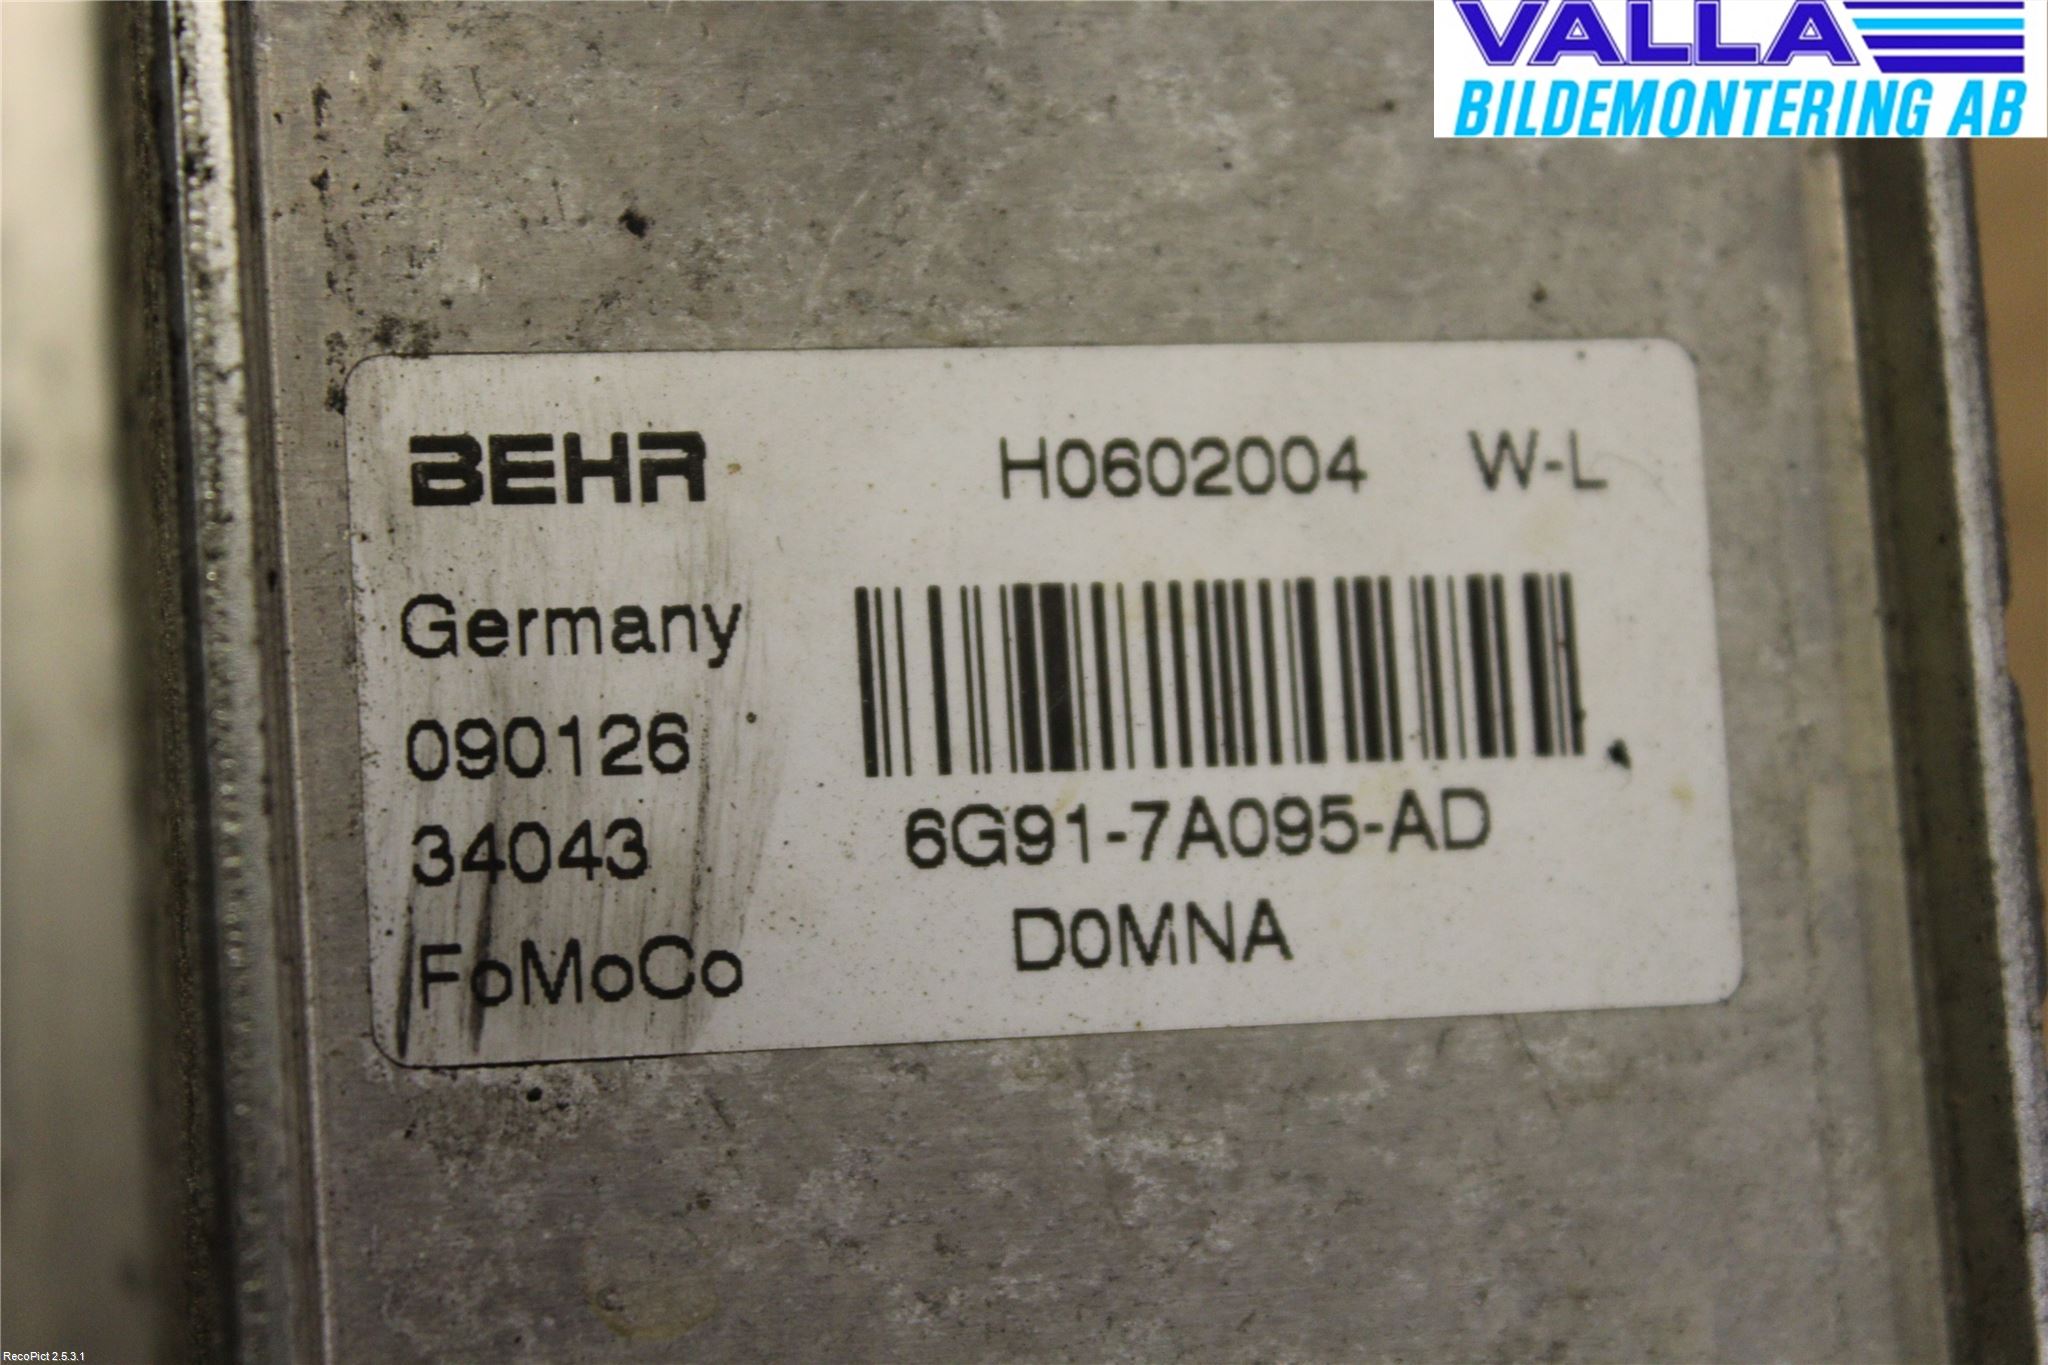 VALLA
BILDEMONTERING AB
BEHR H0602004 W-L
Germany
090126
34043 6G91-7A095-AD
FoMoCo D0MNA
RecoPict 2.5.3.1